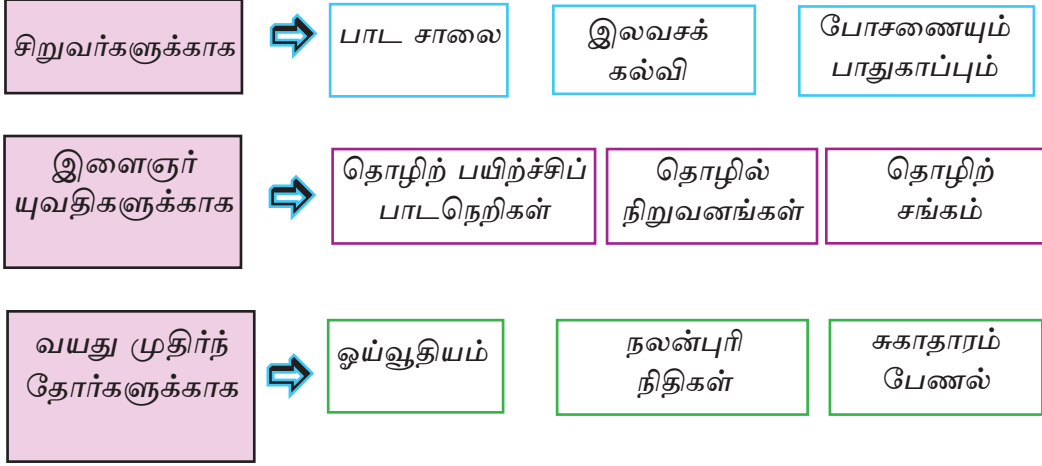 சிறுவர்களுக்காக
பாட சாலை
இலவசக்
கல்வி
போசணையும்
பாதுகாப்பும்
இளைஞர்
யுவதிகளுக்காக
தொழிற் பயிற்ச்சிப்
பாடநெறிகள்
தொழில்
நிறுவனங்கள்
தொழிற்
சங்கம்
வயது முதிர்ந்
தோர்களுக்காக
ஓய்வூதியம்
நலன்புரி
நிதிகள்
சுகாதாரம்
பேணல்